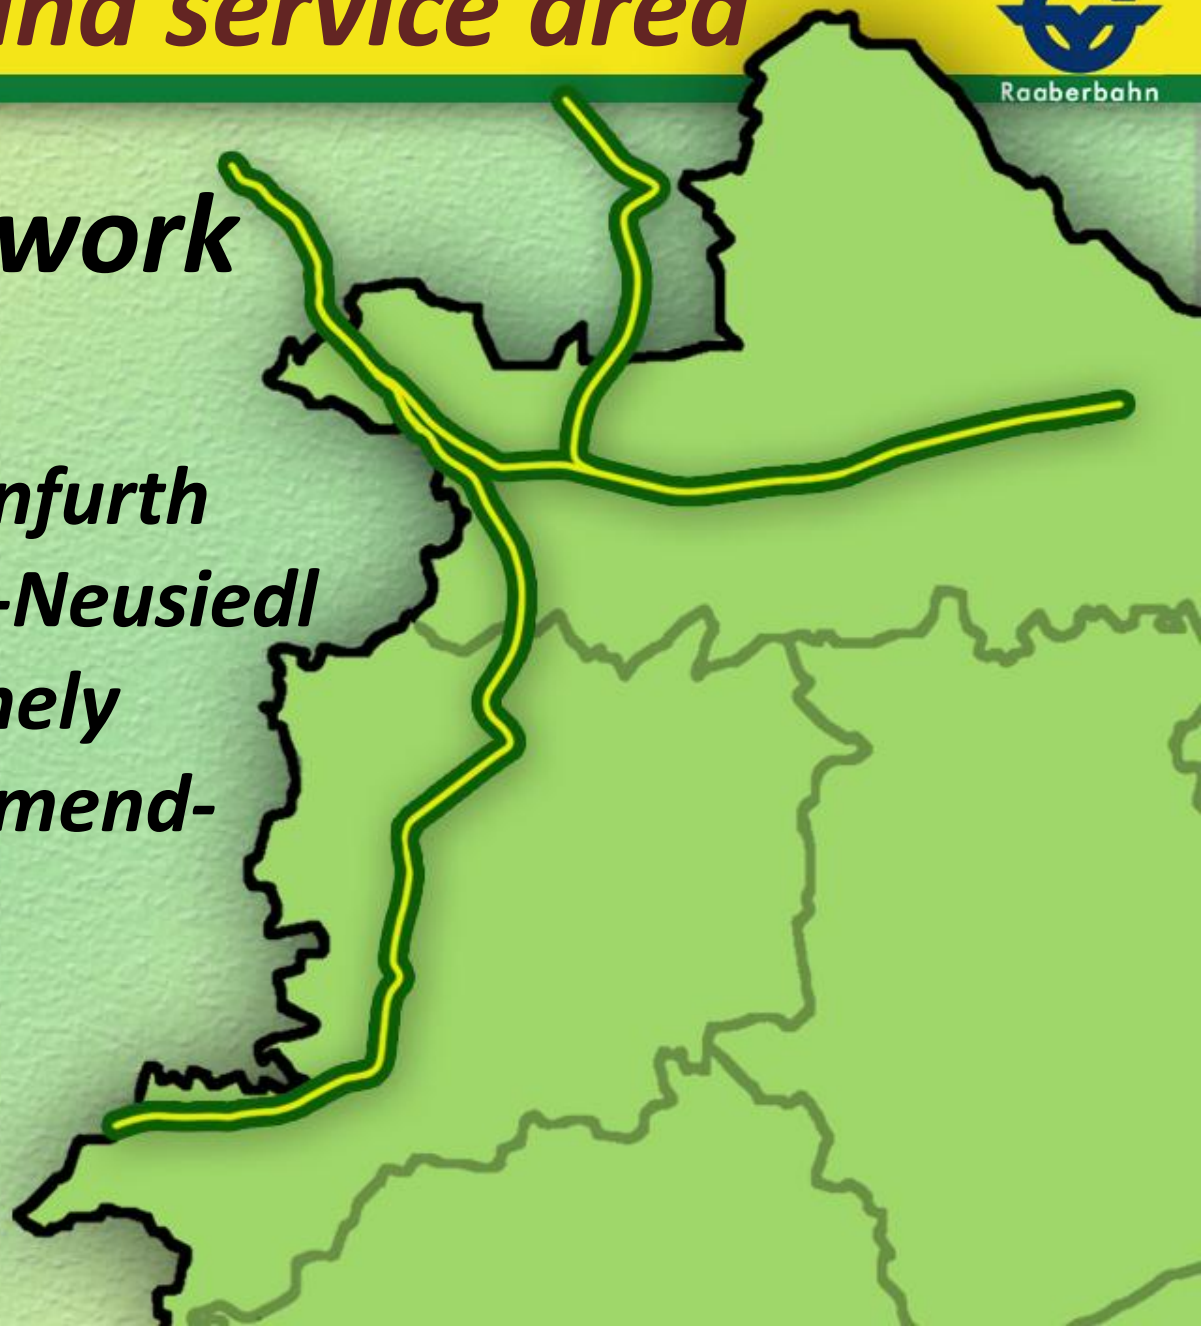 nd service area
Raaberbahn
work
nfurth
-Neusiedl
hely
mend-